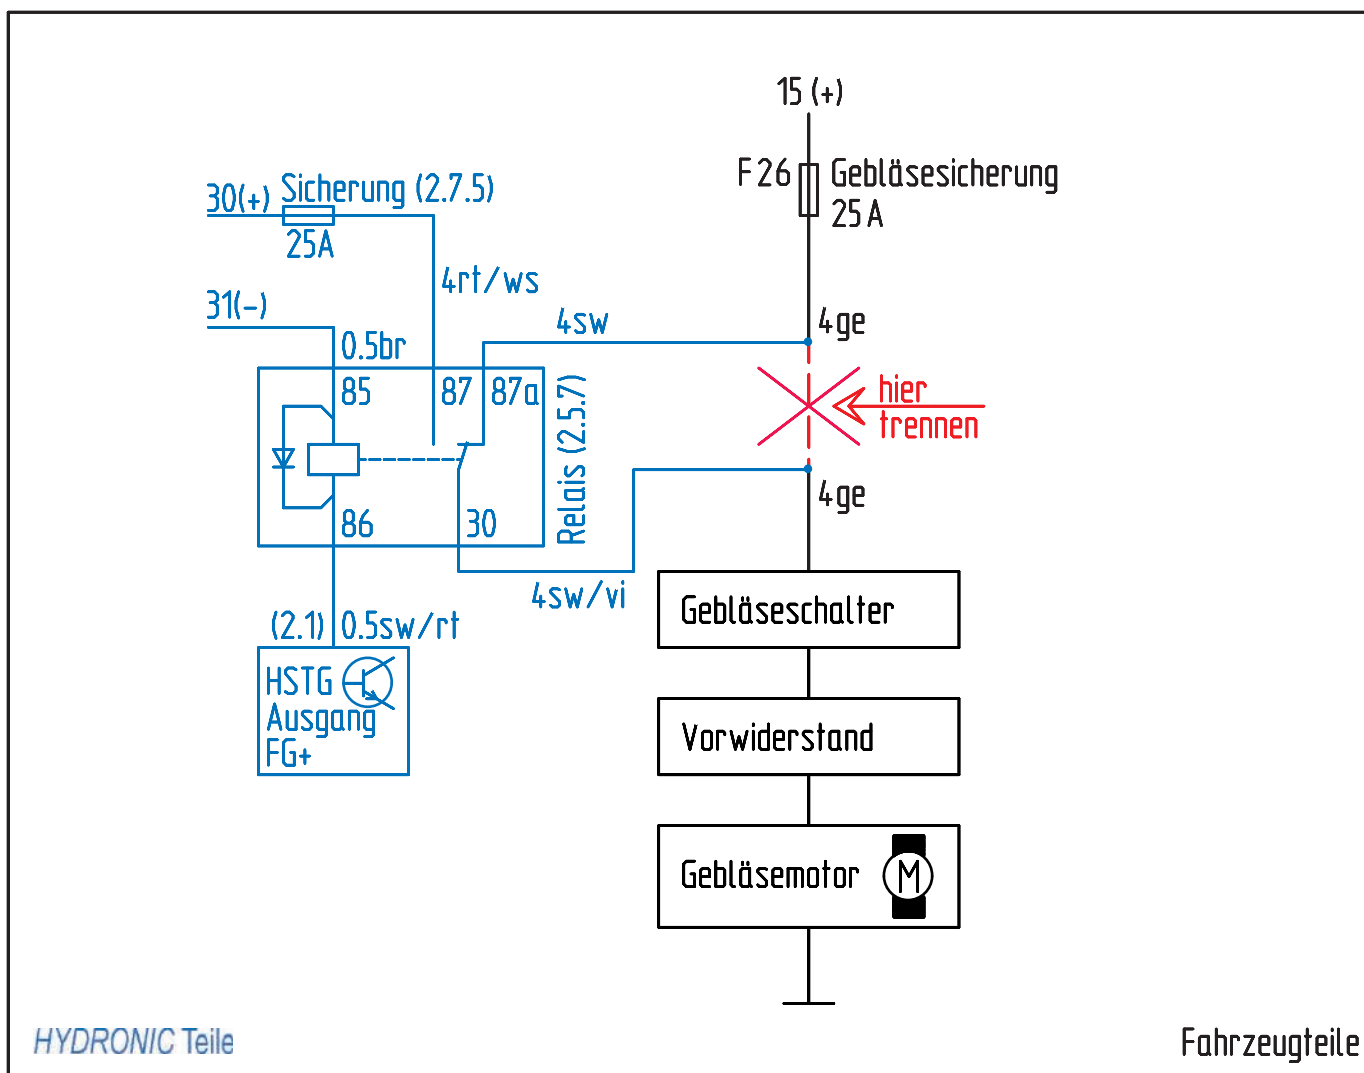 15 (+)
F 26
Gebläsesicherung
25 A
30(+)
Sicherung (2.7.5)
25A
4rt/ws
31(-)
0.5br
4sw
4ge
85
87
87a
hier
trennen
Relais (2.5.7)
86
30
4ge
4sw/vi
(2.1)
0.5sw/rt
Gebläseschalter
HSTG
Ausgang
FG+
Vorwiderstand
Gebläsemotor
M
HYDRONIC Teile
Fahrzeugteile